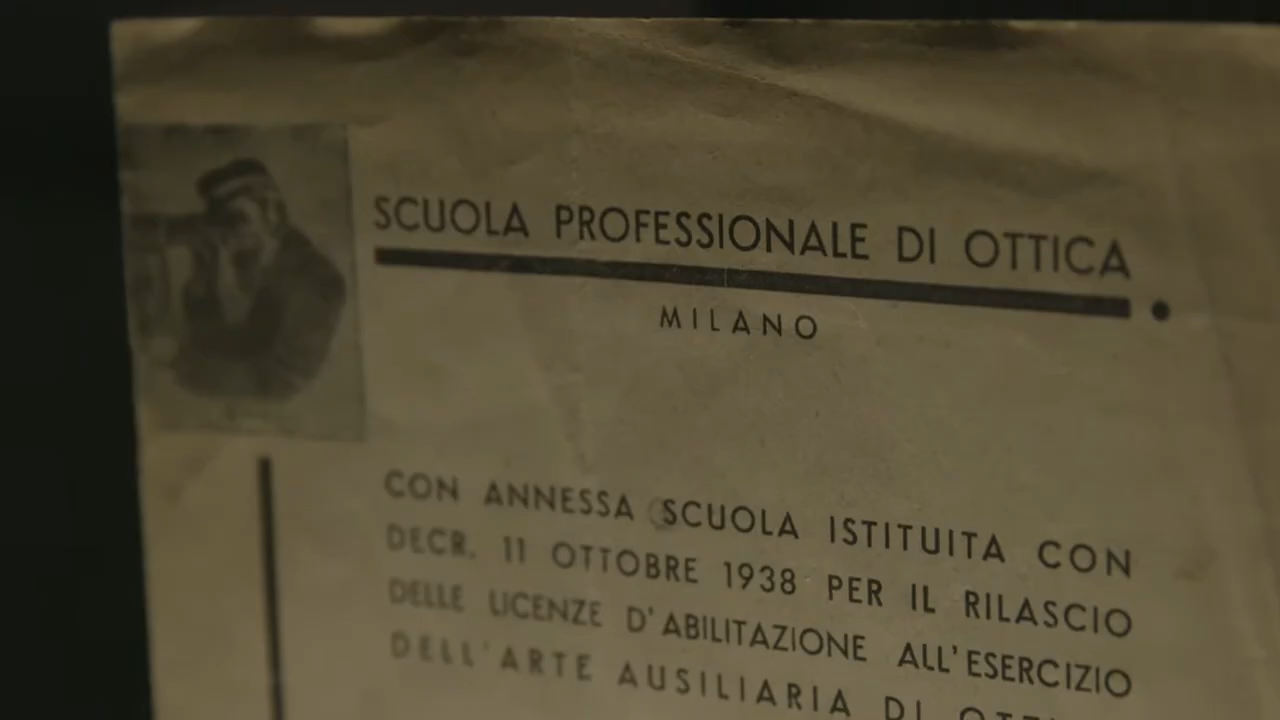 SCUOLA PROFESSIONALE DI OTTICA
MILANO
CON ANNESSA SCUOLA ISTITUITA CON
DECR. 11 OTTOBRE 1938 PER IL RILASCIO
DELLE LICENZE D'ABILITAZIONE ALL'ESERCIZIO
DELL'ARTE AUSILIARIA DI